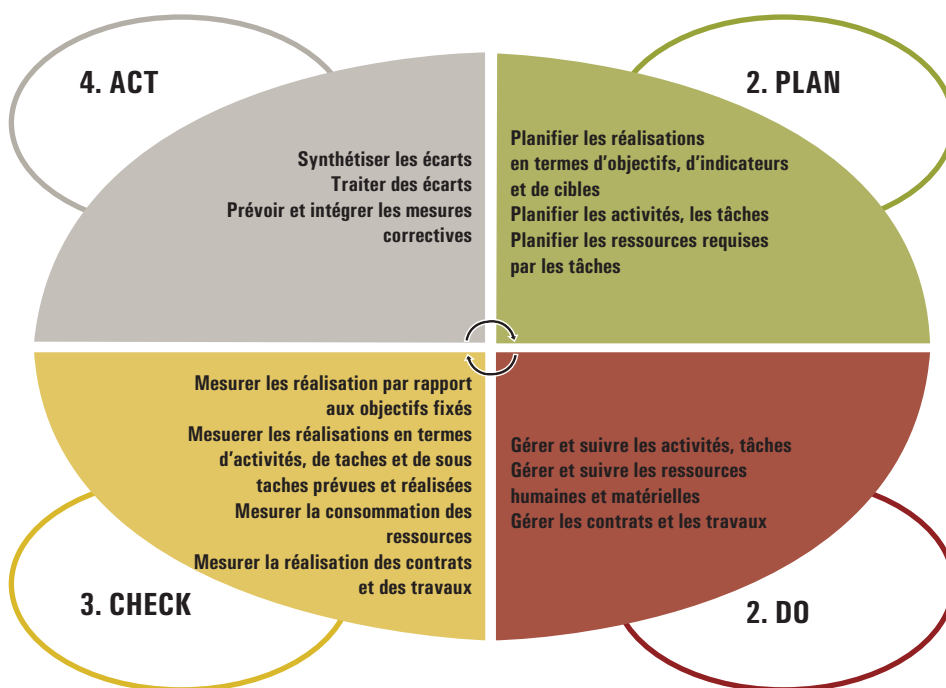 4. ACT
Synthétiser les écarts
Traiter des écarts
Prévoir et intégrer les mesures
correctives
2. PLAN
Planifier les réalisations
en termes d'objectifs, d'indicateurs
et de cibles
Planifier les activités, les tâches
Planifier les ressources requises
par les tâches
Mesurer les réalisation par rapport
aux objectifs fixés
Mesuerer les réalisations en termes
d'activités, de taches et de sous
taches prévues et réalisées
Mesurer la consommation des
ressources
Mesurer la réalisation des contrats
et des travaux
3. CHECK
Gérer et suivre les activités, tâches
Gérer et suivre les ressources
humaines et matérielles
Gérer les contrats et les travaux
2. DO